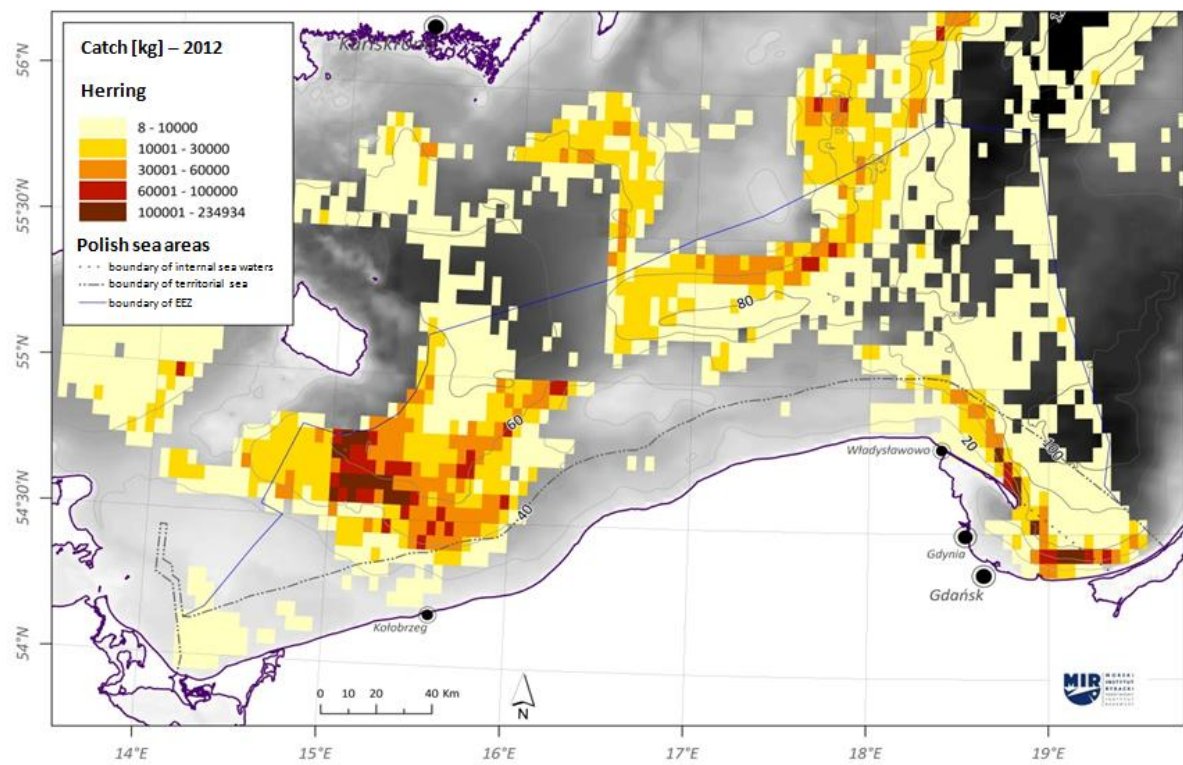 Catch [kg] – 2012
Herring
8 - 10000
10001 - 30000
30001 - 60000
60001 - 100000
100001 - 234934
Polish sea areas
boundary of internal sea waters
boundary of territorial sea
boundary of EEZ
56°N
55°30'N
55°N
54°30'N
54°N
80
60
40
20
100
Władysławowo
Gdynia
Gdańsk
Kołobrzeg
0 10 20 40 Km
N
MIR
MORSKI
INSTYTUT
RYBACKI
14°E 15°E 16°E 17°E 18°E 19°E